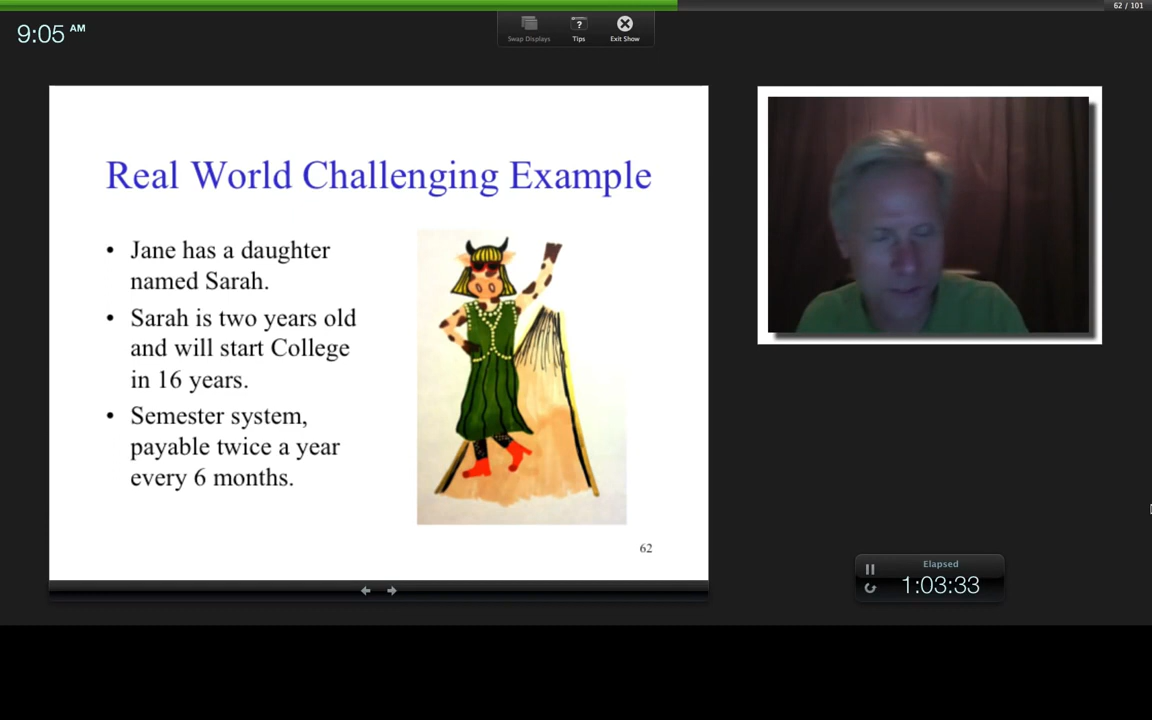 62 / 101
9:05 AM
Swap Displays
?
Tips
Exit Show
Real World Challenging Example
• Jane has a daughter
named Sarah.
• Sarah is two years old
and will start College
in 16 years.
• Semester system,
payable twice a year
every 6 months.
62
Elapsed
1:03:33